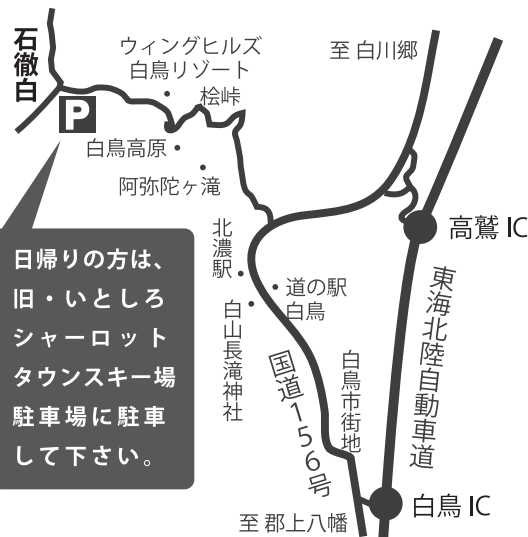 石徹白
P
ウィングヒルズ
白鳥リゾート
桧峠
至 白川郷
白鳥高原
阿弥陀ヶ滝
高鷲 IC
北濃駅
道の駅
白鳥
白山長滝神社
東海北陸自動車道
国道156号
白鳥市街地
白鳥 IC
至 郡上八幡
日帰りの方は、
旧・いとしろ
シャーロット
タウンスキー場
駐車場に駐車
して下さい。